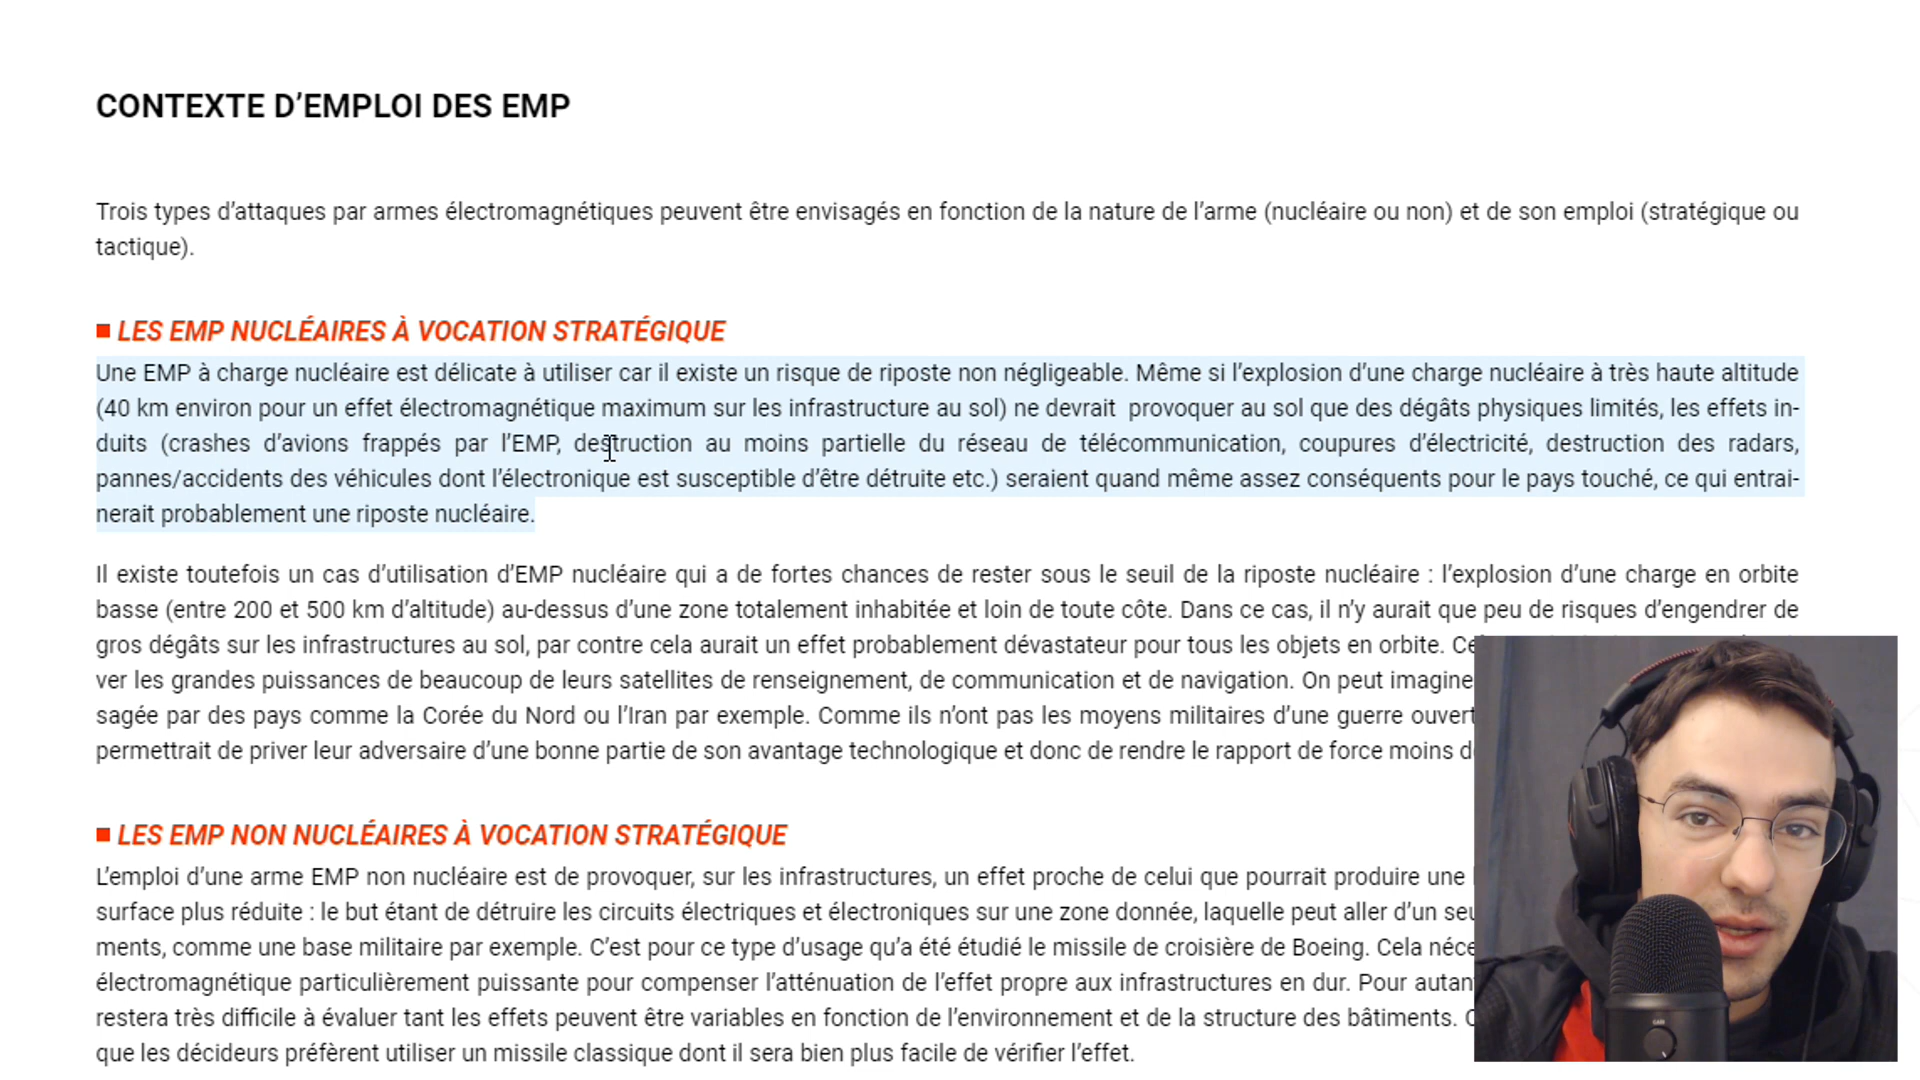 CONTEXTE D’EMPLOI DES EMP
Trois types d’attaques par armes électromagnétiques peuvent être envisagés en fonction de la nature de l’arme (nucléaire ou non) et de son emploi (stratégique ou
tactique).
LES EMP NUCLÉAIRES À VOCATION STRATÉGIQUE
Une EMP à charge nucléaire est délicate à utiliser car il existe un risque de riposte non négligeable. Même si l’explosion d’une charge nucléaire à très haute altitude
(40 km environ pour un effet électromagnétique maximum sur les infrastructure au sol) ne devrait provoquer au sol que des dégâts physiques limités, les effets in-
duits (crashes d’avions frappés par l’EMP, destruction au moins partielle du réseau de télécommunication, coupures d’électricité, destruction des radars,
pannes/accidents des véhicules dont l’électronique est susceptible d’être détruite etc.) seraient quand même assez conséquents pour le pays touché, ce qui entrai-
nerait probablement une riposte nucléaire.
Il existe toutefois un cas d’utilisation d’EMP nucléaire qui a de fortes chances de rester sous le seuil de la riposte nucléaire : l’explosion d’une charge en orbite
basse (entre 200 et 500 km d’altitude) au-dessus d’une zone totalement inhabitée et loin de toute côte. Dans ce cas, il n’y aurait que peu de risques d’engendrer de
gros dégâts sur les infrastructures au sol, par contre cela aurait un effet probablement dévastateur pour tous les objets en orbite.
ver les grandes puissances de beaucoup de leurs satellites de renseignement, de communication et de navigation. On peut
sagée par des pays comme la Corée du Nord ou l’Iran par exemple. Comme ils n’ont pas les moyens militaires d’une guerre
permettrait de priver leur adversaire d’une bonne partie de son avantage technologique et donc de rendre le rapport de force moins
LES EMP NON NUCLÉAIRES À VOCATION STRATÉGIQUE
L’emploi d’une arme EMP non nucléaire est de provoquer, sur les infrastructures, un effet proche de celui que pourrait produire une
surface plus réduite : le but étant de détruire les circuits électriques et électroniques sur une zone donnée, laquelle peut aller d’un
ments, comme une base militaire par exemple. C’est pour ce type d’usage qu’a été étudié le missile de croisière de Boeing. Cela
électromagnétique particulièrement puissante pour compenser l’atténuation de l’effet propre aux infrastructures en dur. Pour
restera très difficile à évaluer tant les effets peuvent être variables en fonction de l’environnement et de la structure des bâtiments.
que les décideurs préfèrent utiliser un missile classique dont il sera bien plus facile de vérifier l’effet.